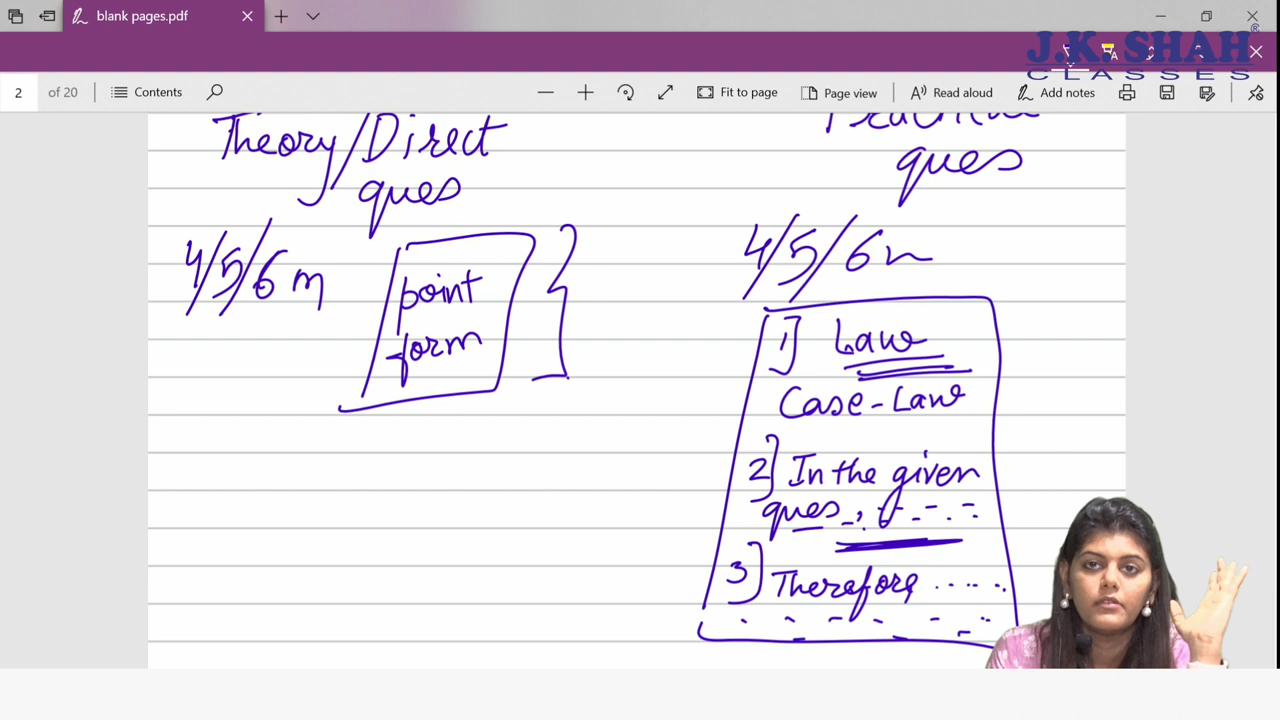 blank pages.pdf
J.K. SHAH®
CLASSES
2 of 20
Contents
Fit to page
Page view
Read aloud
Add notes
Theory/Direct
ques
4/5/6 m
point
form
ques
4/5/6 m
1] Law
Case-Law
2] In the given
ques
3] Therefore .....